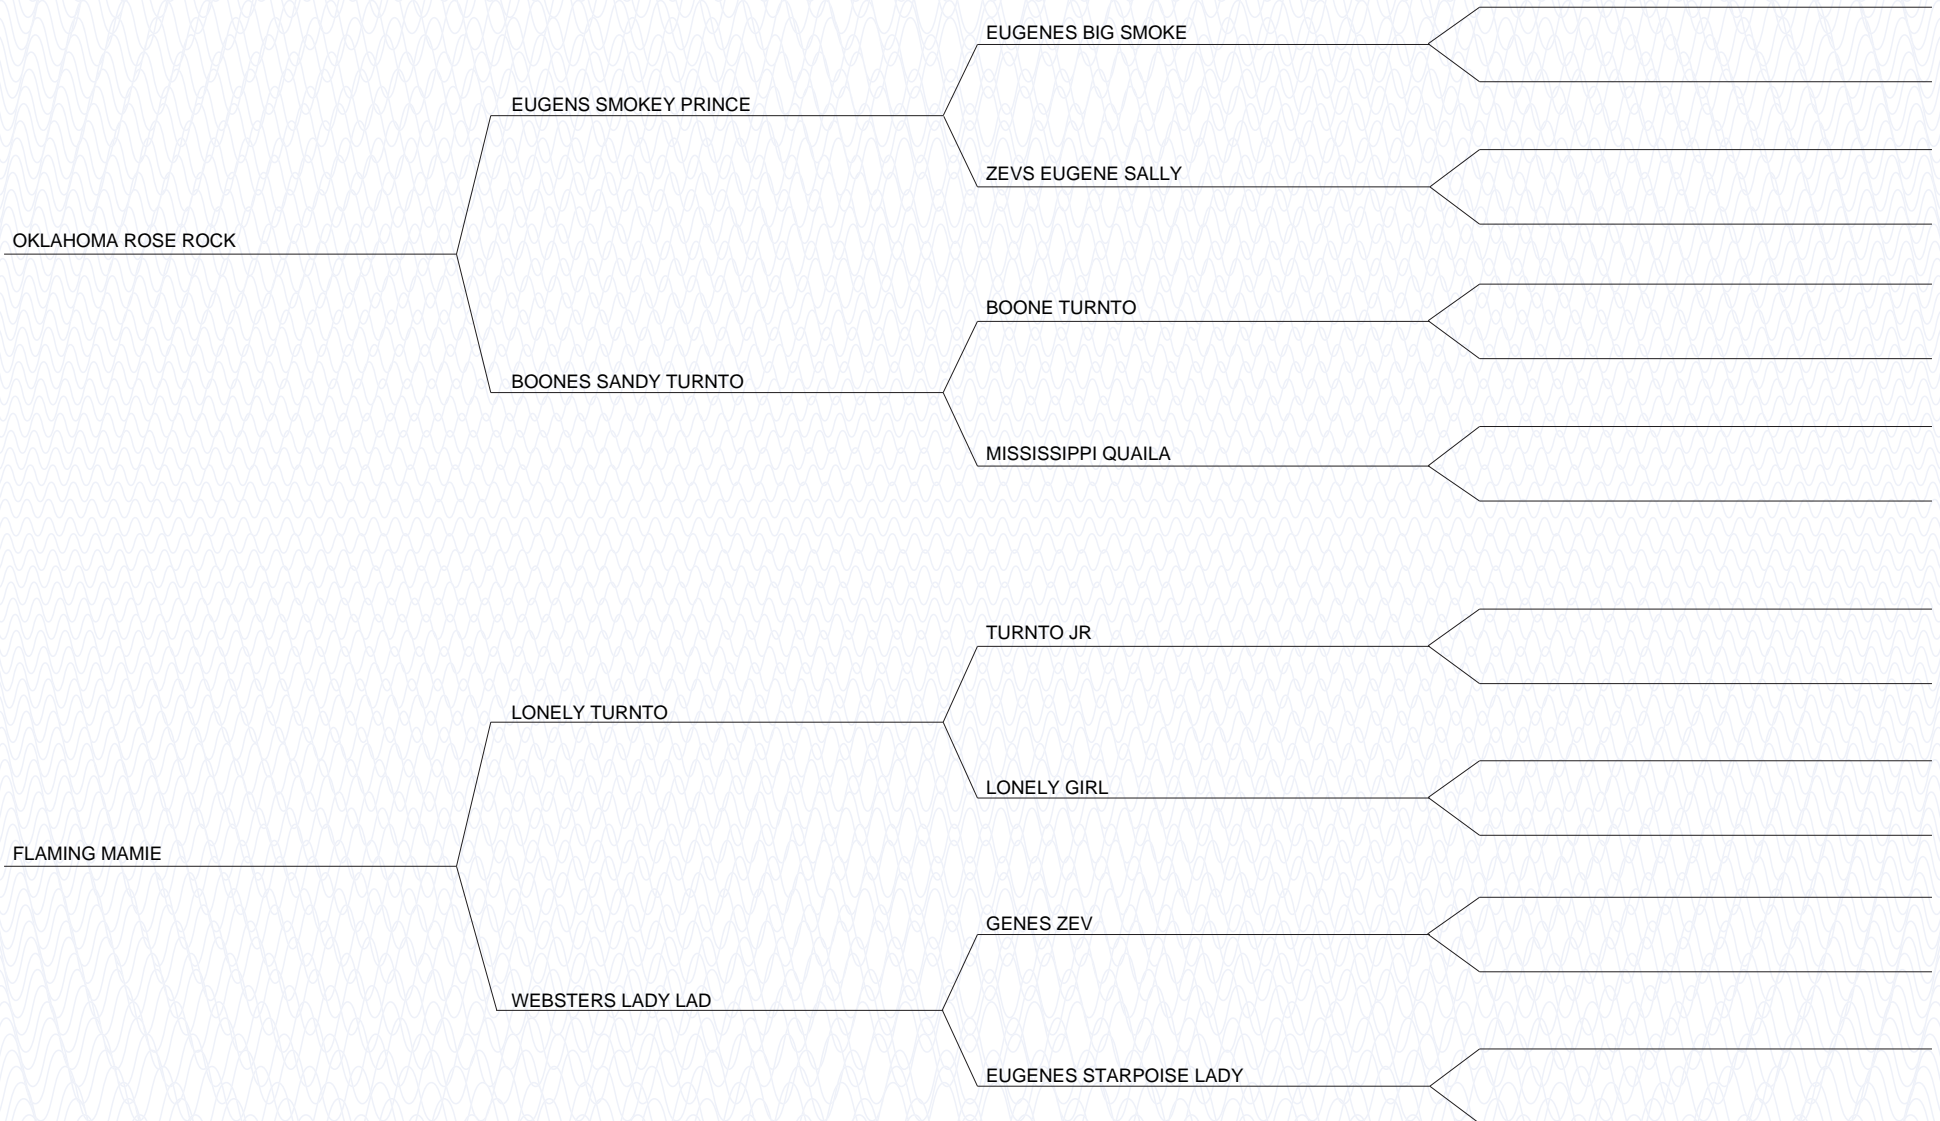 EUGENES BIG SMOKE
EUGENS SMOKEY PRINCE
ZEVS EUGENE SALLY
OKLAHOMA ROSE ROCK
BOONE TURNTO
BOONES SANDY TURNTO
MISSISSIPPI QUAILA
TURNTO JR
LONELY TURNTO
LONELY GIRL
FLAMING MAMIE
GENES ZEV
WEBSTERS LADY LAD
EUGENES STARPOISE LADY